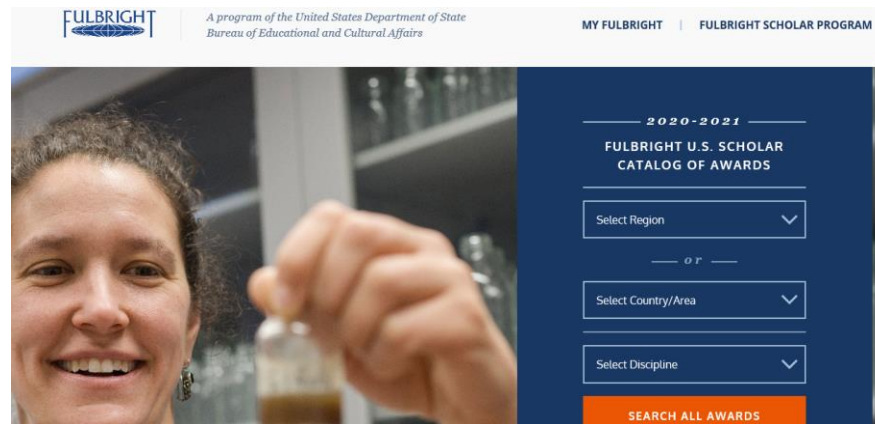 FULBRIGHT
A program of the United States Department of State
Bureau of Educational and Cultural Affairs
MY FULBRIGHT | FULBRIGHT SCHOLAR PROGRAM
2020-2021
FULBRIGHT U.S. SCHOLAR
CATALOG OF AWARDS
Select Region
or
Select Country/Area
Select Discipline
SEARCH ALL AWARDS